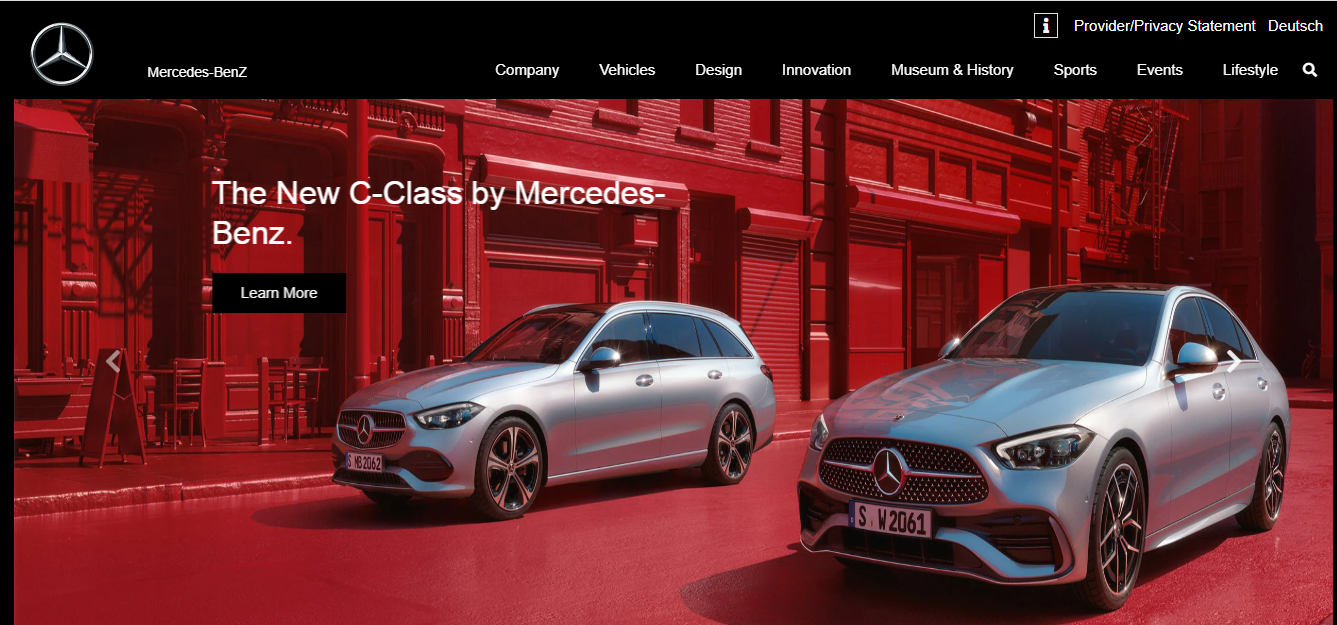 Provider/Privacy Statement Deutsch
Mercedes-BenZ
Company Vehicles Design Innovation Museum & History Sports Events Lifestyle
The New C-Class by Mercedes-
Benz.
Learn More
S MB 2062
S W 2061